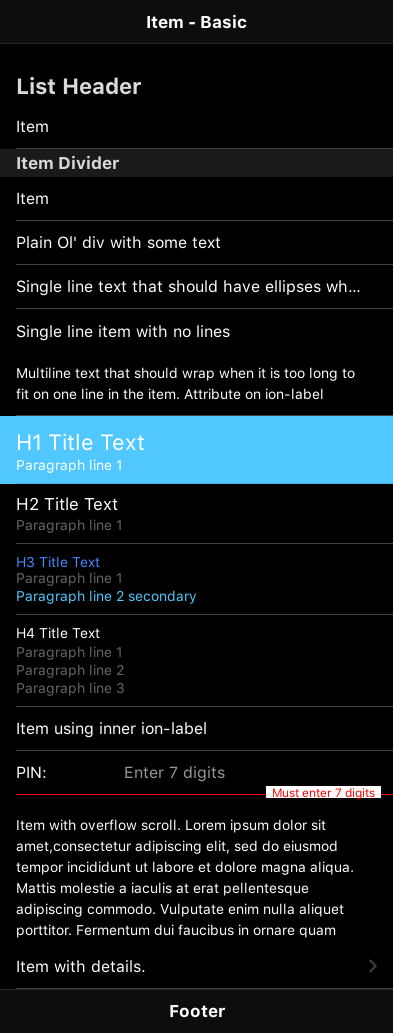 Item - Basic
List Header
Item
Item Divider
Item
Plain Ol' div with some text
Single line text that should have ellipses wh...
Single line item with no lines
Multiline text that should wrap when it is too long to
fit on one line in the item. Attribute on ion-label
H1 Title Text
Paragraph line 1
H2 Title Text
Paragraph line 1
H3 Title Text
Paragraph line 1
Paragraph line 2 secondary
H4 Title Text
Paragraph line 1
Paragraph line 2
Paragraph line 3
Item using inner ion-label
PIN: Enter 7 digits
Must enter 7 digits
Item with overflow scroll. Lorem ipsum dolor sit
amet,consectetur adipiscing elit, sed do eiusmod
tempor incididunt ut labore et dolore magna aliqua.
Mattis molestie a iaculis at erat pellentesque
adipiscing commodo. Vulputate enim nulla aliquet
porttitor. Fermentum dui faucibus in ornare quam
Item with details.
Footer